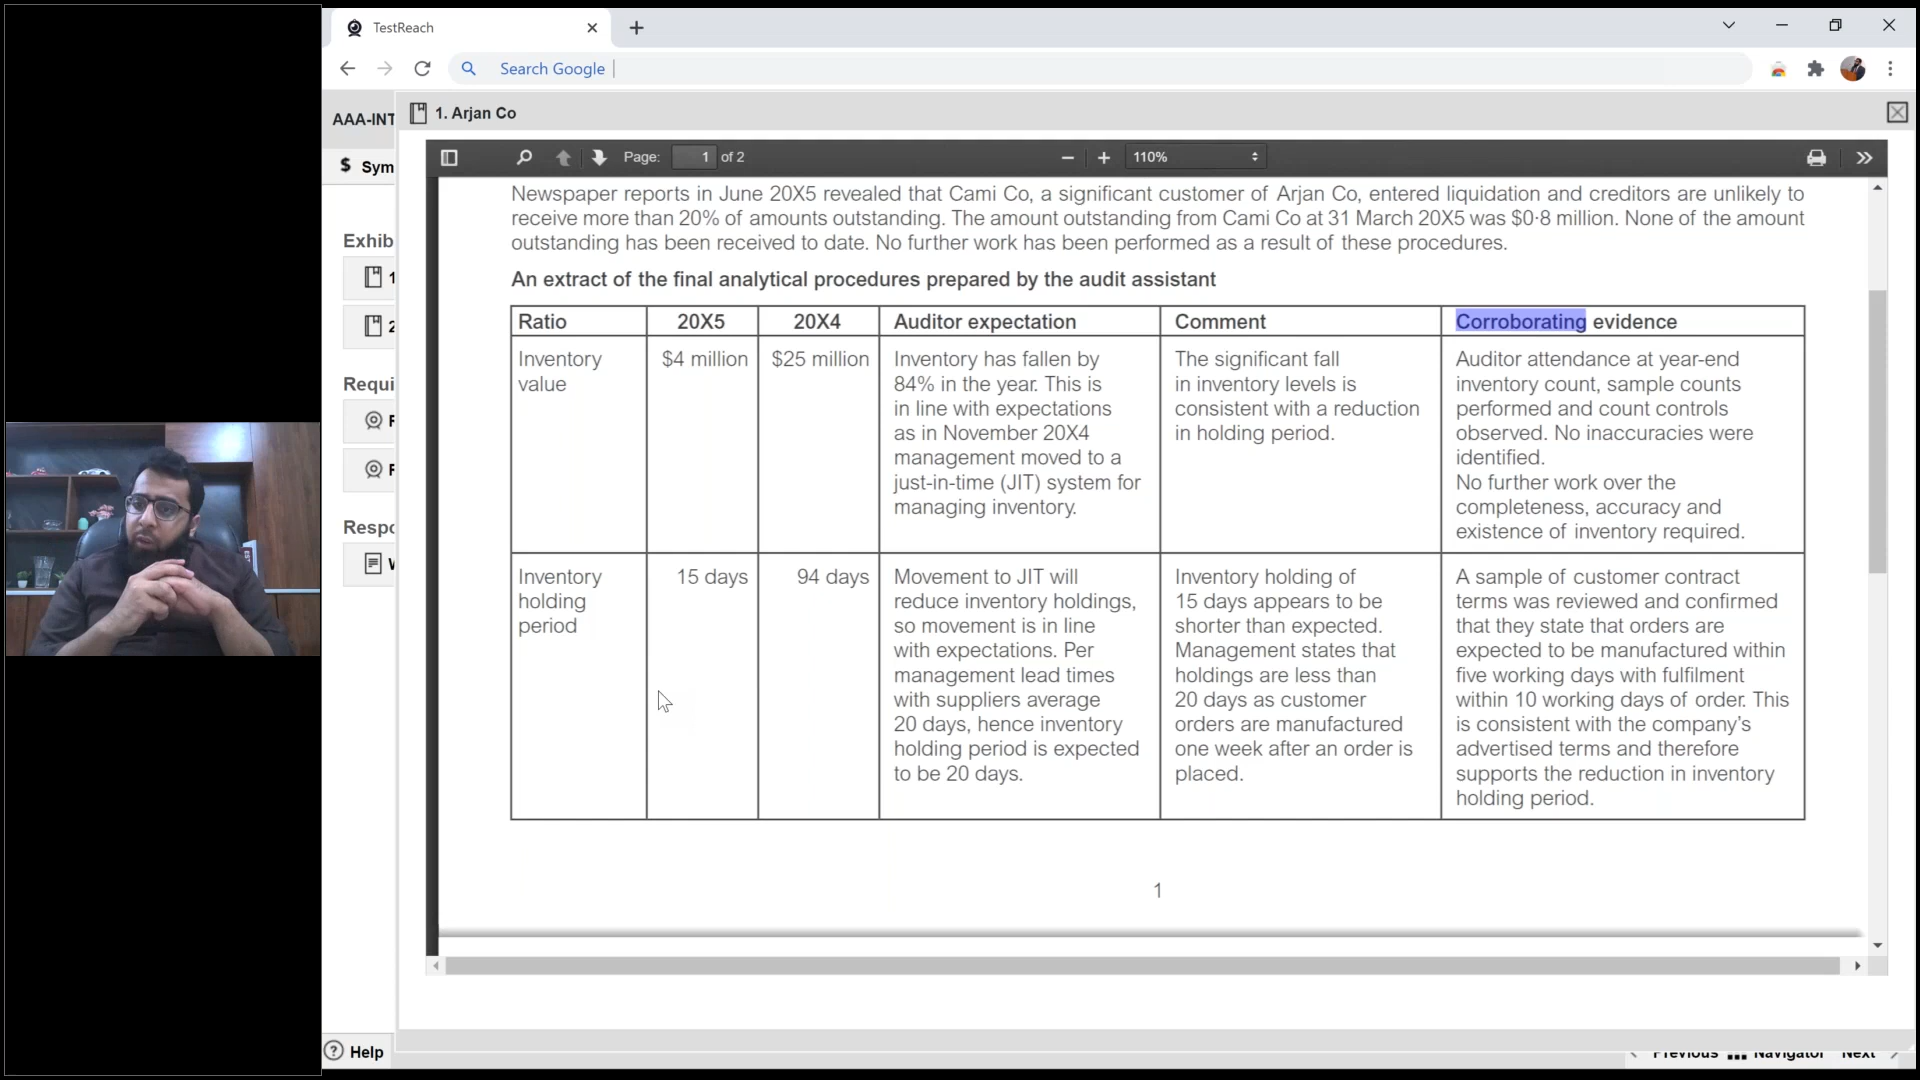 TestReach
Search Google
AAA-INT
1. Arjan Co
$ Sym
Page: 1 of 2
110%
Exhib
1
2
Requi
F
F
Respo
W
Newspaper reports in June 20X5 revealed that Cami Co, a significant customer of Arjan Co, entered liquidation and creditors are unlikely to
receive more than 20% of amounts outstanding. The amount outstanding from Cami Co at 31 March 20X5 was $0·8 million. None of the amount
outstanding has been received to date. No further work has been performed as a result of these procedures.
An extract of the final analytical procedures prepared by the audit assistant
Ratio 20X5 20X4 Auditor expectation Comment Corroborating evidence
Inventory
value
$4 million
$25 million
Inventory has fallen by
84% in the year. This is
in line with expectations
as in November 20X4
management moved to a
just-in-time (JIT) system for
managing inventory.
The significant fall
in inventory levels is
consistent with a reduction
in holding period.
Auditor attendance at year-end
inventory count, sample counts
performed and count controls
observed. No inaccuracies were
identified.
No further work over the
completeness, accuracy and
existence of inventory required.
Inventory
holding
period
15 days
94 days
Movement to JIT will
reduce inventory holdings,
so movement is in line
with expectations. Per
management lead times
with suppliers average
20 days, hence inventory
holding period is expected
to be 20 days.
Inventory holding of
15 days appears to be
shorter than expected.
Management states that
holdings are less than
20 days as customer
orders are manufactured
one week after an order is
placed.
A sample of customer contract
terms was reviewed and confirmed
that they state that orders are
expected to be manufactured within
five working days with fulfilment
within 10 working days of order. This
is consistent with the company's
advertised terms and therefore
supports the reduction in inventory
holding period.
1
Help
Previous Navigator Next